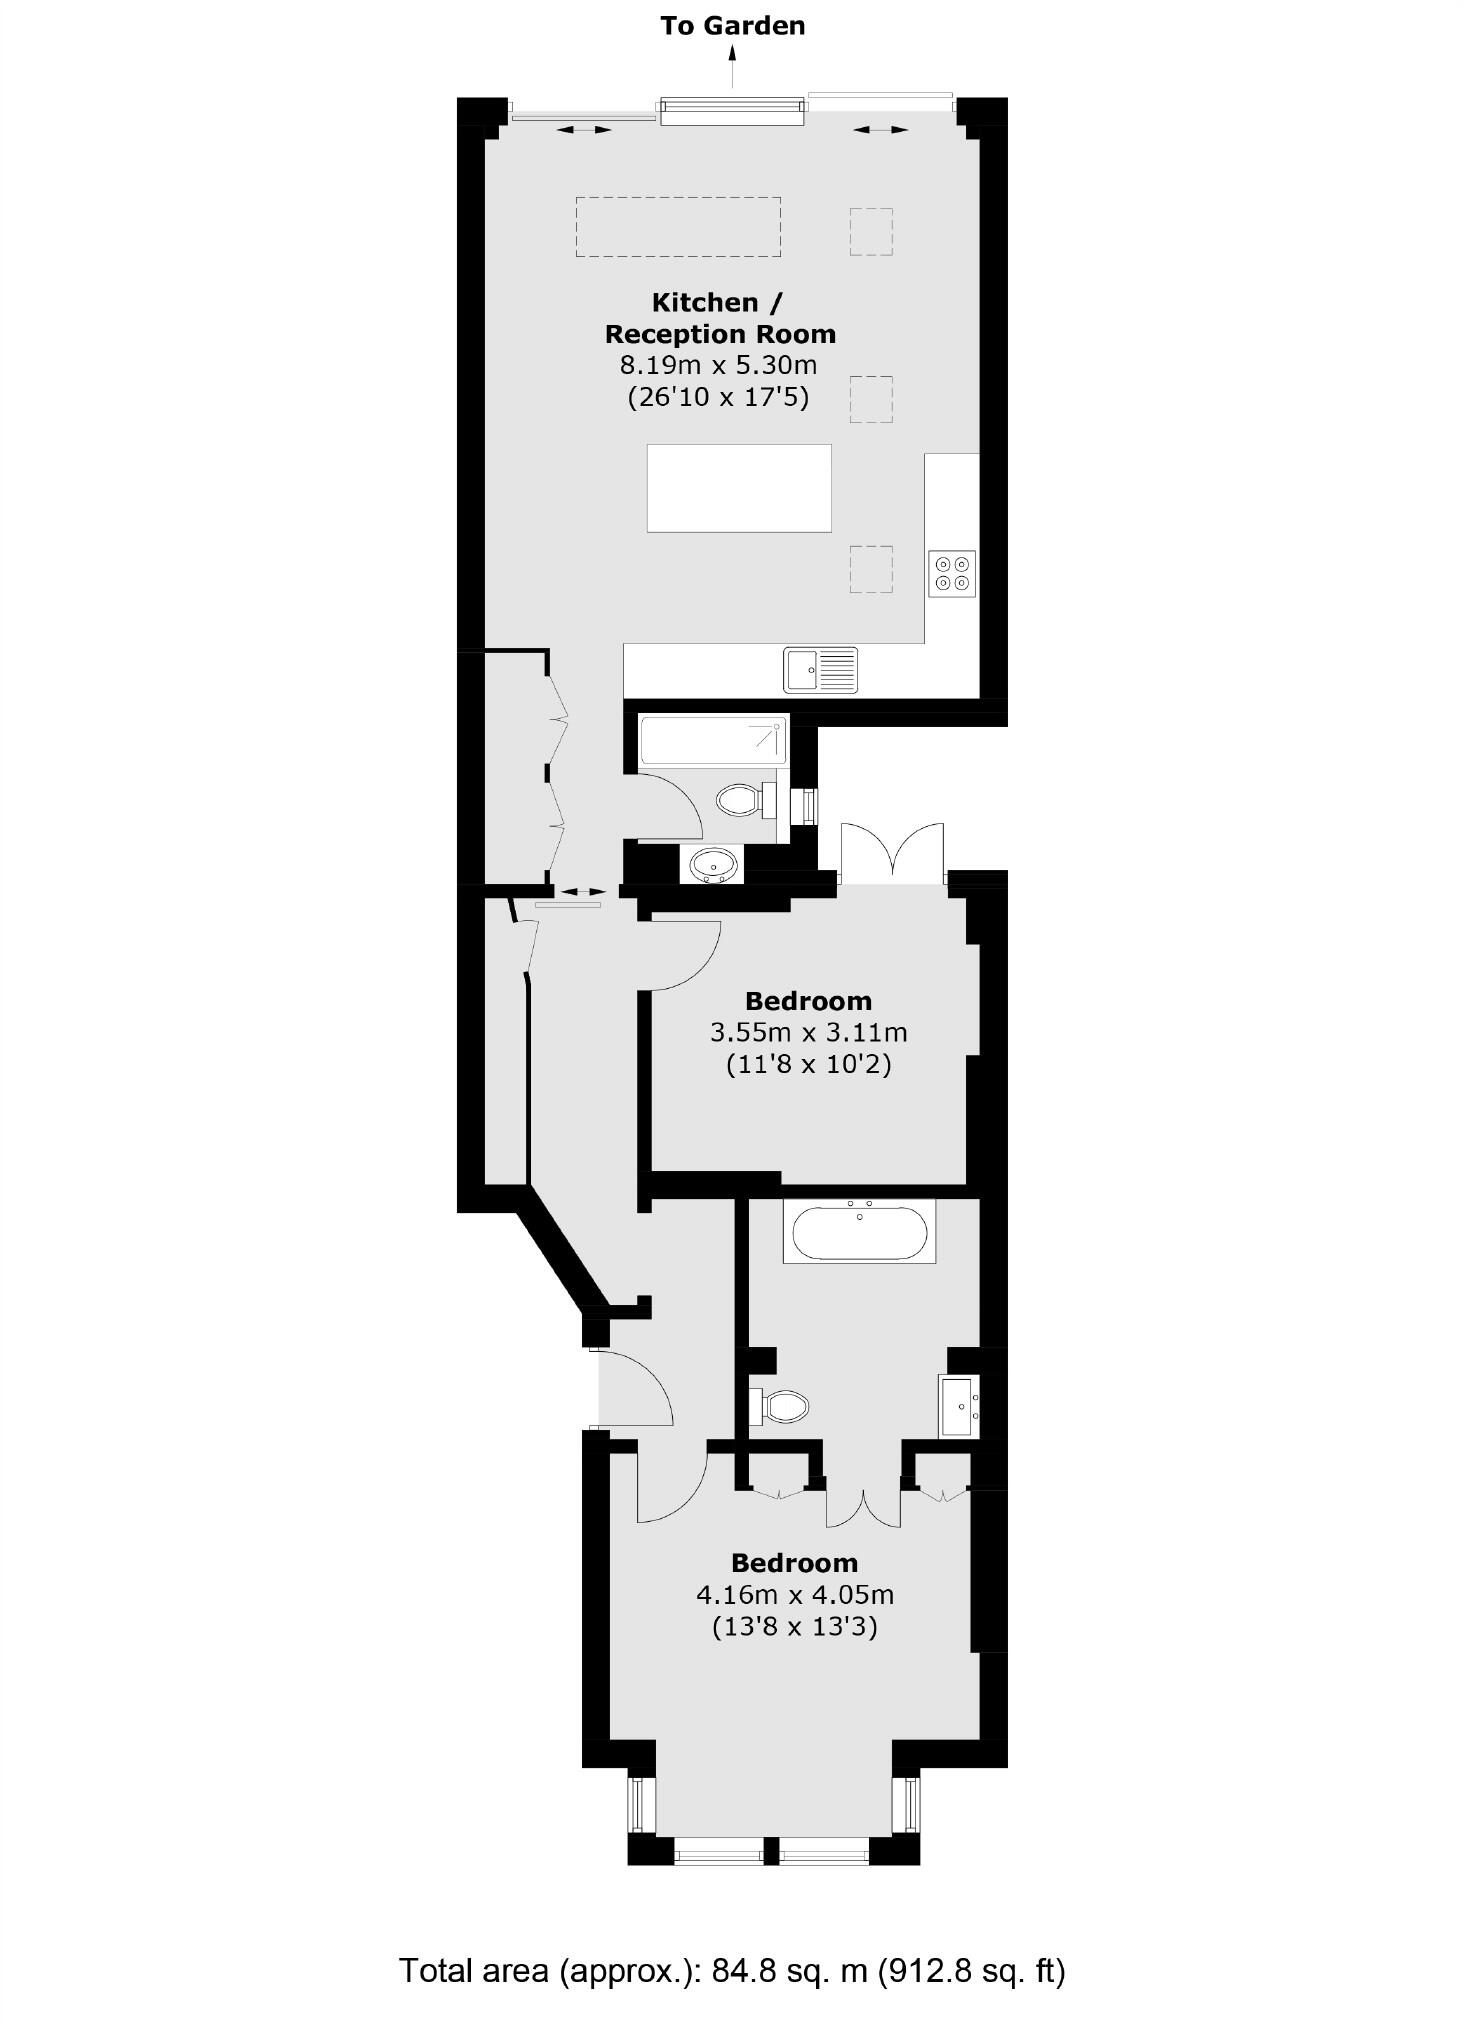 To Garden
Kitchen /
Reception Room
8.19m x 5.30m
(26'10 x 17'5)
Bedroom
3.55m x 3.11m
(11'8 x 10'2)
Bedroom
4.16m x 4.05m
(13'8 x 13'3)
Total area (approx.): 84.8 sq. m (912.8 sq. ft)